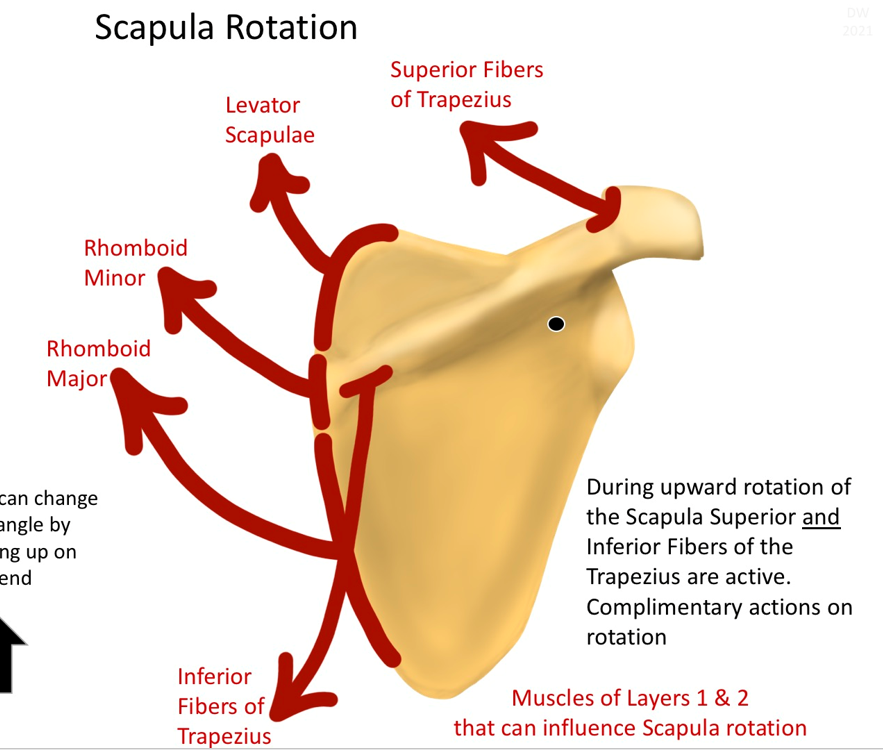 DW
2021
Scapula Rotation
Superior Fibers
of Trapezius
Levator
Scapulae
Rhomboid
Minor
Rhomboid
Major
can change
angle by
ng up on
end
During upward rotation of
the Scapula Superior and
Inferior Fibers of the
Trapezius are active.
Complimentary actions on
rotation
Inferior
Fibers of
Trapezius
Muscles of Layers 1 & 2
that can influence Scapula rotation